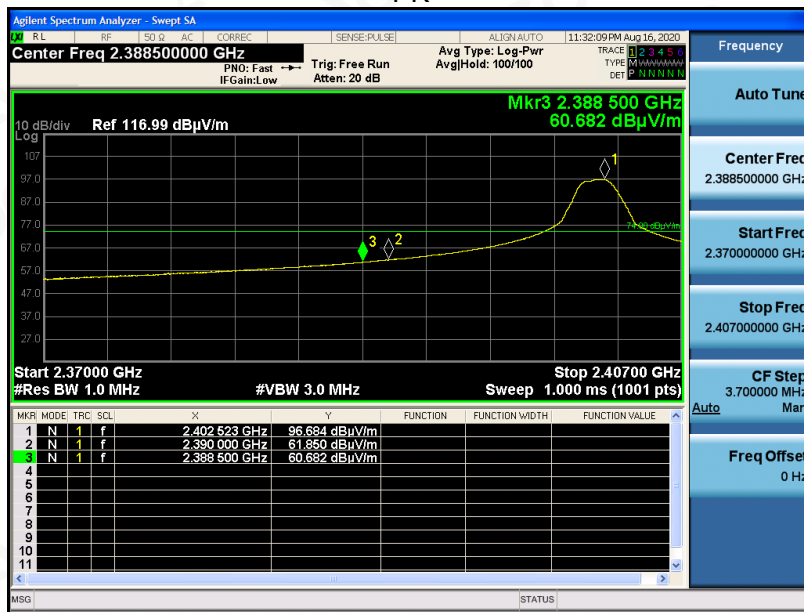 Agilent Spectrum Analyzer - Swept SA
LXI RL RF 50 Ω AC CORREC SENSE:PULSE ALIGN AUTO 11:32:09 PM Aug 16, 2020
Center Freq 2.388500000 GHz
PNO: Fast
IFGain:Low
Trig: Free Run
Atten: 20 dB
Avg Type: Log-Pwr
Avg|Hold: 100/100
TRACE 1 2 3 4 5 6
TYPE M WWWWW
DET P N N N N N
Mkr3 2.388 500 GHz
60.682 dBµV/m
10 dB/div Ref 116.99 dBµV/m
Log
107
97.0
87.0
77.0
67.0
57.0
47.0
37.0
27.0
1
74.00 dBµV/m
3
2
Start 2.37000 GHz
Stop 2.40700 GHz
#Res BW 1.0 MHz #VBW 3.0 MHz Sweep 1.000 ms (1001 pts)
MKR MODE TRC SCL X Y FUNCTION FUNCTION WIDTH FUNCTION VALUE
1 N 1 f 2.402 523 GHz 96.684 dBµV/m
2 N 1 f 2.390 000 GHz 61.850 dBµV/m
3 N 1 f 2.388 500 GHz 60.682 dBµV/m
4
5
6
7
8
9
10
11
MSG STATUS
Frequency
Auto Tune
Center Freq
2.388500000 GHz
Start Freq
2.370000000 GHz
Stop Freq
2.407000000 GHz
CF Step
3.700000 MHz
Auto Man
Freq Offset
0 Hz